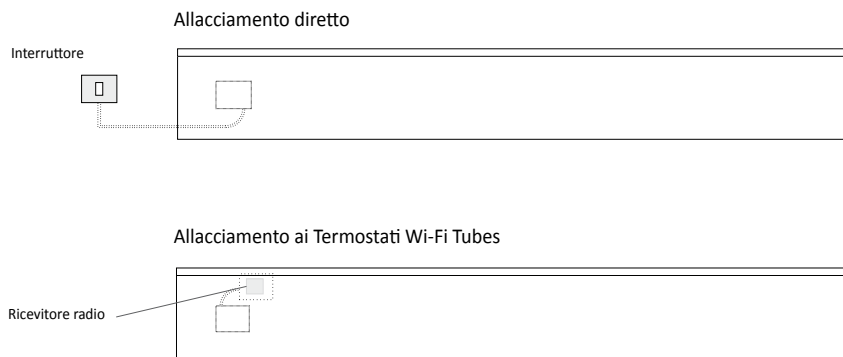 Allacciamento diretto
Interruttore
Allacciamento ai Termostati Wi-Fi Tubes
Ricevitore radio